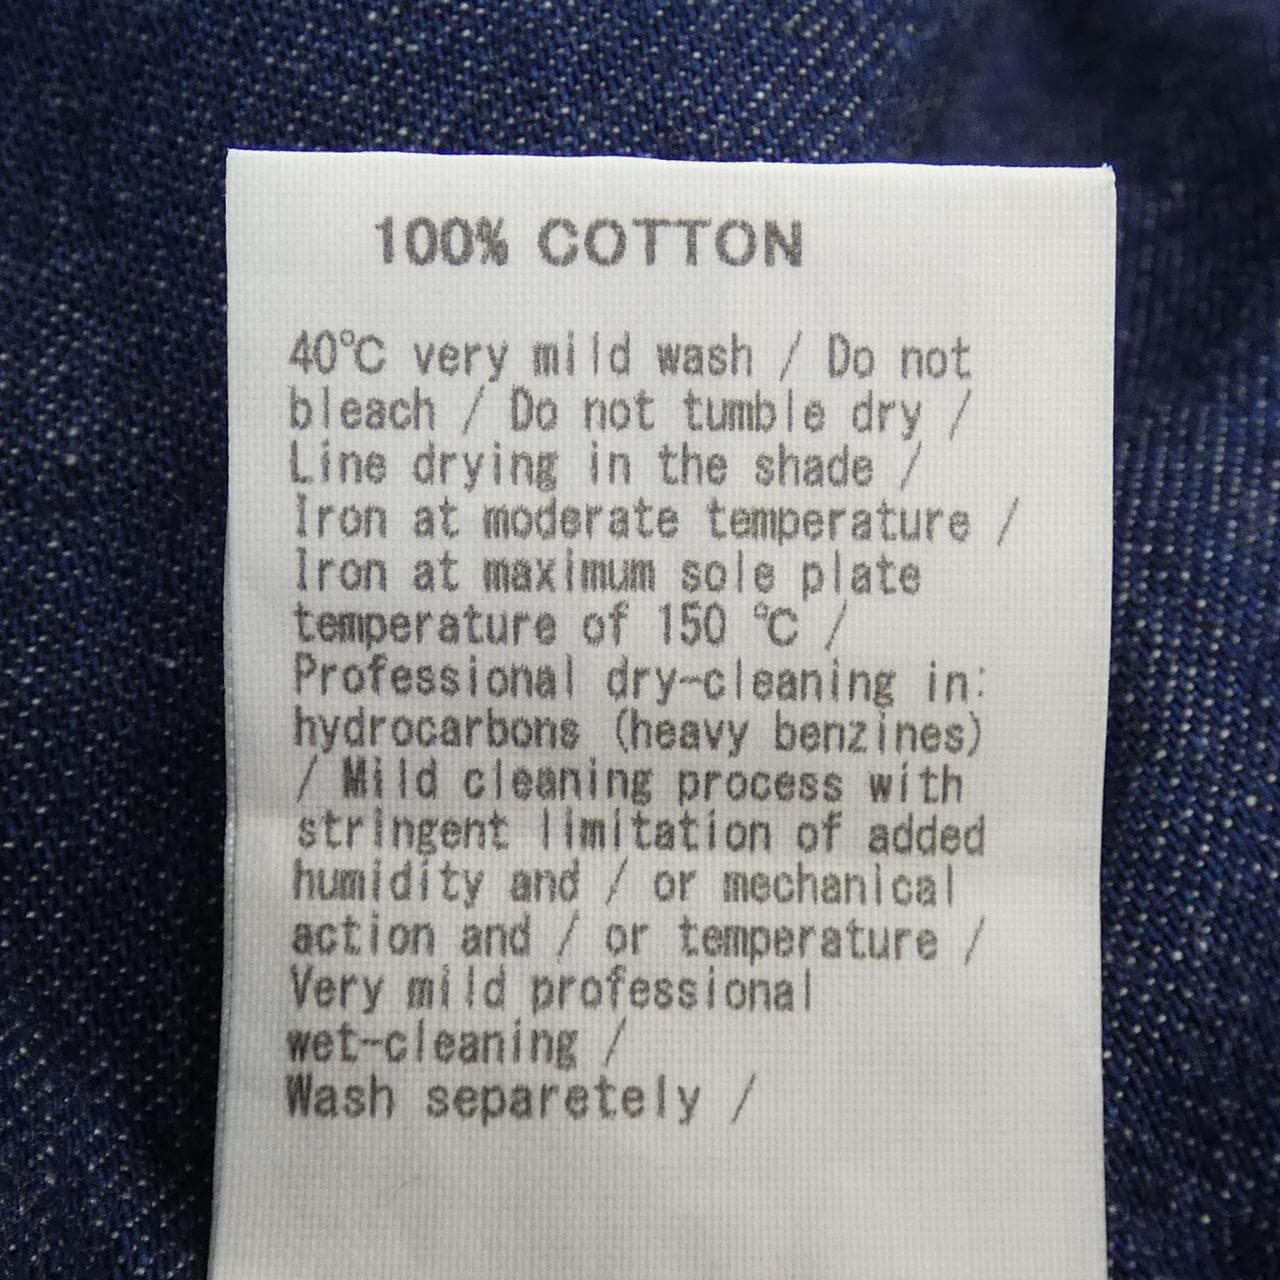 100% COTTON
40℃ very mild wash / Do not
bleach / Do not tumble dry /
Line drying in the shade /
Iron at moderate temperature /
Iron at maximum sole plate
temperature of 150 ℃ /
Professional dry-cleaning in:
hydrocarbons (heavy benzines)
/ Mild cleaning process with
stringent limitation of added
humidity and / or mechanical
action and / or temperature /
Very mild professional
wet-cleaning /
Wash separetely /